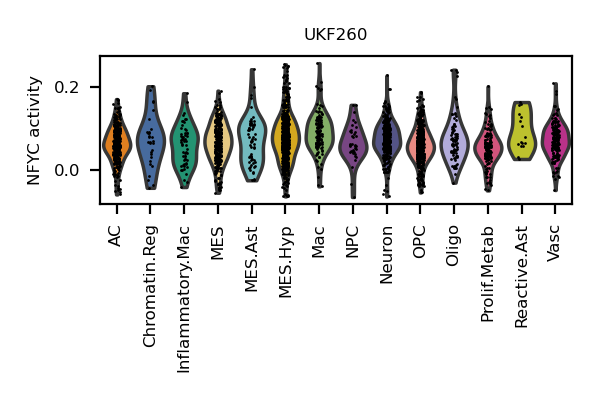 UKF260
NFYC activity
0.2
0.0
AC
Chromatin.Reg
Inflammatory.Mac
MES
MES.Ast
MES.Hyp
Mac
NPC
Neuron
OPC
Oligo
Prolif.Metab
Reactive.Ast
Vasc